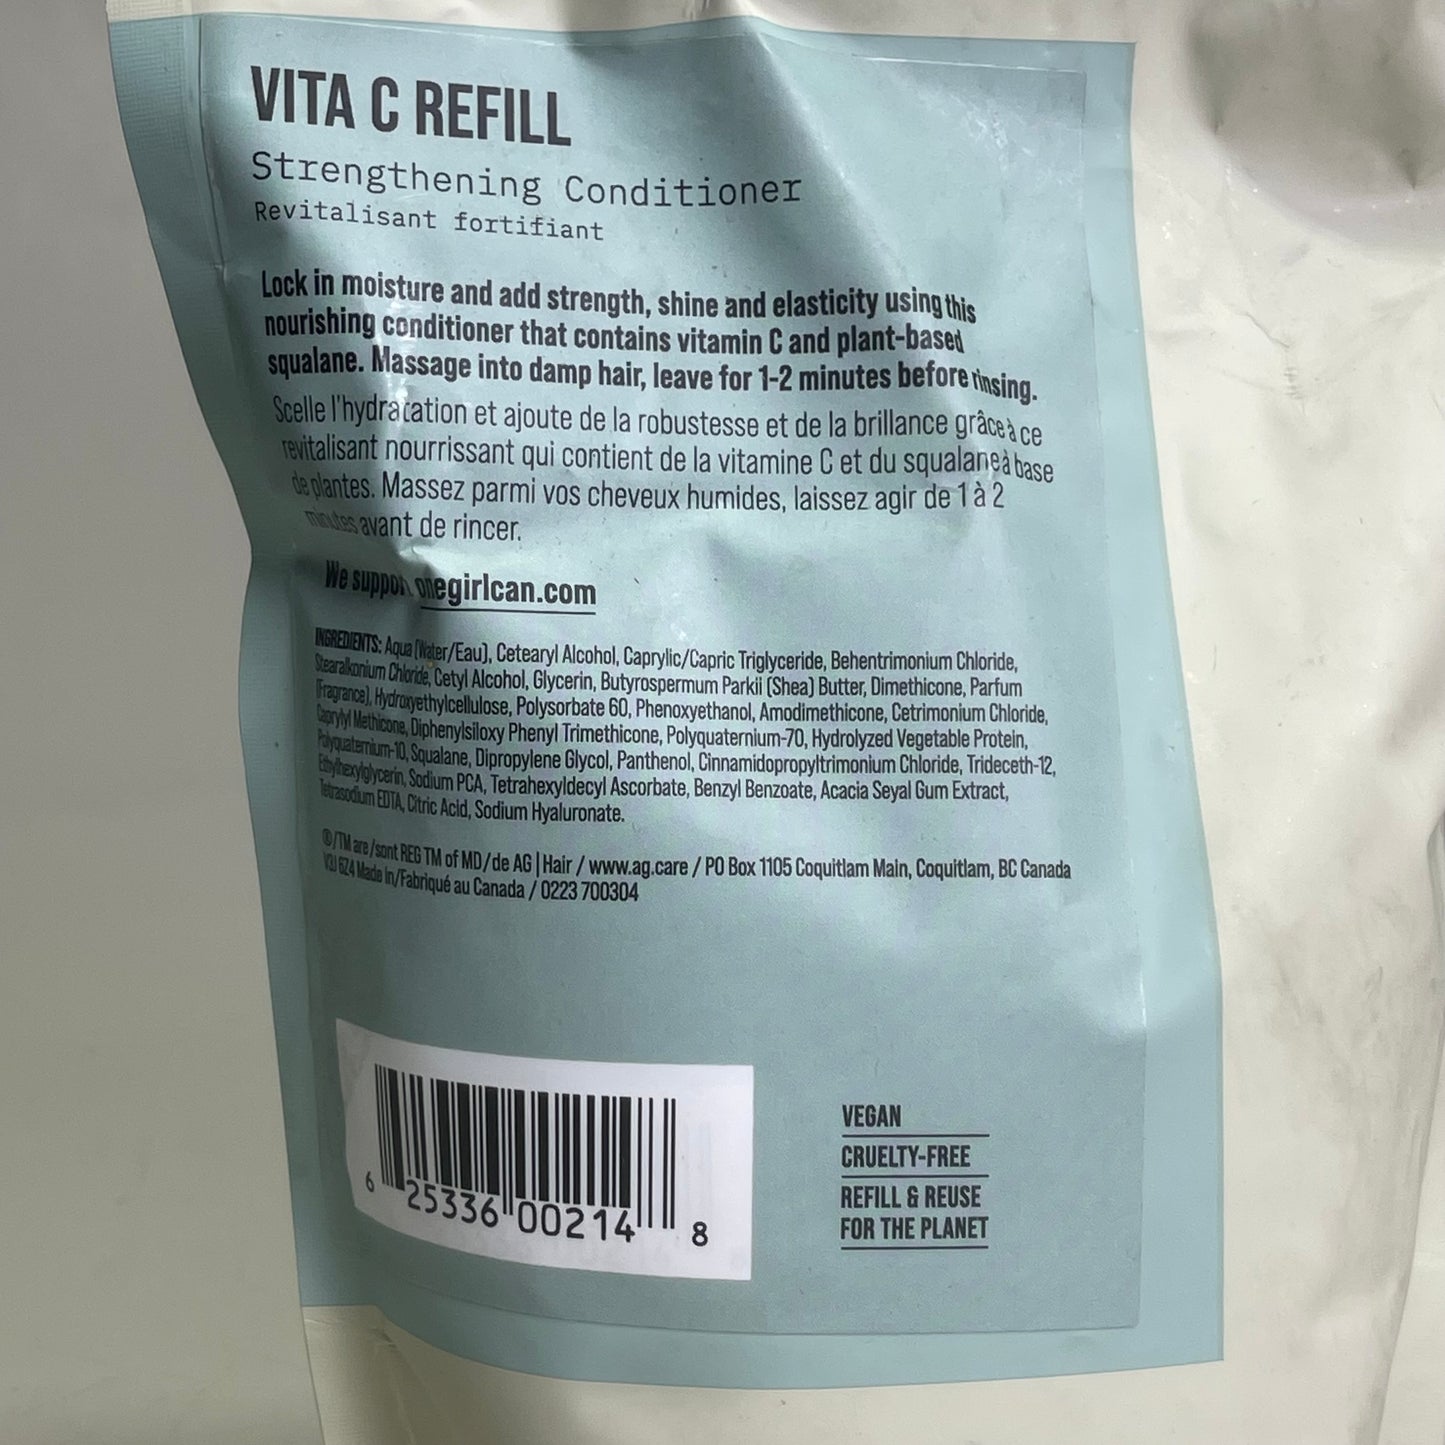 VITA C REFILL
Strengthening Conditioner
Revitalisant fortifiant
Lock in moisture and add strength, shine and elasticity using this
nourishing conditioner that contains vitamin C and plant-based
squalane. Massage into damp hair, leave for 1-2 minutes before rinsing.
Scelle l'hydratation et ajoute de la robustesse et de la brillance grâce à ce
revitalisant nourrissant qui contient de la vitamine C et du squalane à base
de plantes. Massez parmi vos cheveux humides, laissez agir de 1 à 2
minutes avant de rincer.
We support onegirlcan.com
INGREDIENTS: Aqua (Water/Eau), Cetearyl Alcohol, Caprylic/Capric Triglyceride, Behentrimonium Chloride,
Stearalkonium Chloride, Cetyl Alcohol, Glycerin, Butyrospermum Parkii (Shea) Butter, Dimethicone, Parfum
(Fragrance), Hydroxyethylcellulose, Polysorbate 60, Phenoxyethanol, Amodimethicone, Cetrimonium Chloride,
Caprylyl Methicone, Diphenylsiloxy Phenyl Trimethicone, Polyquaternium-70, Hydrolyzed Vegetable Protein,
Polyquaternium-10, Squalane, Dipropylene Glycol, Panthenol, Cinnamidopropyltrimonium Chloride, Trideceth-12,
Ethylhexylglycerin, Sodium PCA, Tetrahexyldecyl Ascorbate, Benzyl Benzoate, Acacia Seyal Gum Extract,
Tetrasodium EDTA, Citric Acid, Sodium Hyaluronate.
®/TM are/sont REG TM of MD/de AG | Hair / www.ag.care / PO Box 1105 Coquitlam Main, Coquitlam, BC Canada
V3J 6Z4 Made in/Fabriqué au Canada / 0223 700304
6 25336 00214 8
VEGAN
CRUELTY-FREE
REFILL & REUSE
FOR THE PLANET